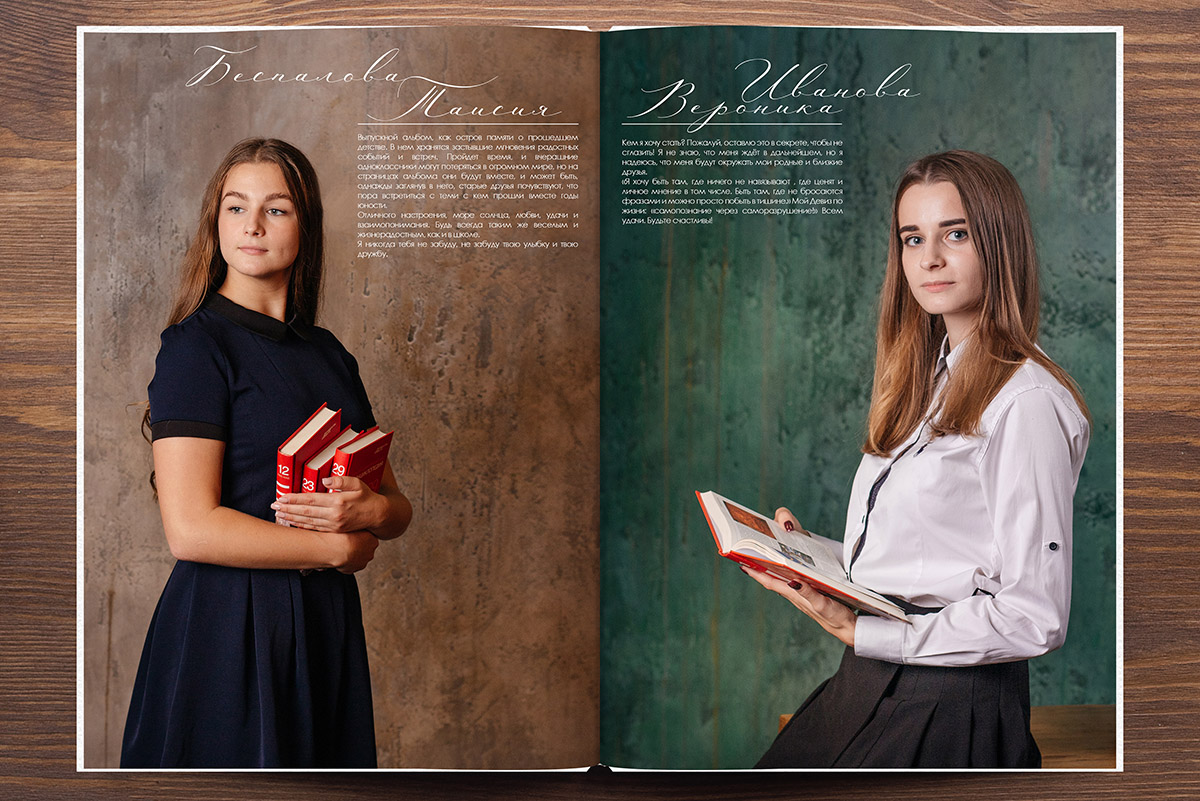 Беспалова
Таисия
Выпускной альбом, как остров памяти о прошедшем
детстве. В нем хранятся застывшие мгновения радостных
событий и встреч. Пройдет время, и вчерашние
одноклассники могут потеряться в огромном мире, но на
страницах альбома они будут вместе, и может быть,
однажды заглянув в него, старые друзья почувствуют, что
пора встретиться с теми с кем прошли вместе годы
юности.
Отличного настроения, море солнца, любви, удачи и
взаимопонимания. Будь всегда таким же веселым и
жизнерадостным, как и в школе.
Я никогда тебя не забуду, не забуду твою улыбку и твою
дружбу.
12
23
29
Иванова
Вероника
Кем я хочу стать? Пожалуй, оставлю это в секрете, чтобы не
сглазить! Я не знаю, что меня ждёт в дальнейшем, но я
надеюсь, что меня будут окружать мои родные и близкие
друзья.
«Я хочу быть там, где ничего не навязывают , где ценят и
личное мнение в том числе. Быть там, где не бросаются
фразами и можно просто побыть в тишине.» Мой Девиз по
жизни: «самопознание через саморазрушение!» Всем
удачи. Будьте счастливы!